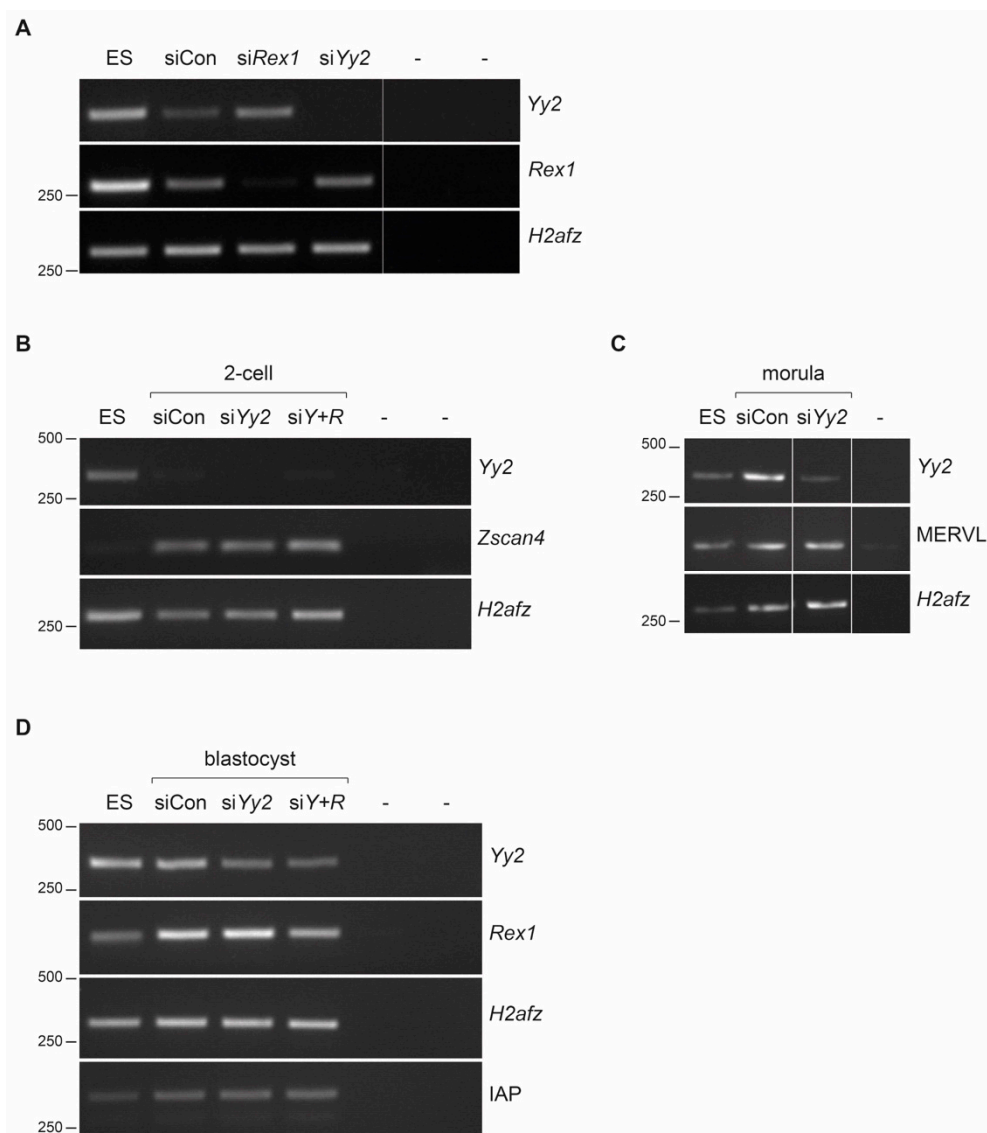 A
ES siCon siRex1 siYy2 - -
Yy2
Rex1
250
H2afz
250
B
2-cell
ES siCon siYy2 siY+R - -
500
Yy2
250
Zscan4
H2afz
250
C
morula
ES siCon siYy2 -
500
Yy2
250
MERVL
H2afz
250
D
blastocyst
ES siCon siYy2 siY+R - -
500
Yy2
250
Rex1
500
H2afz
250
IAP
250